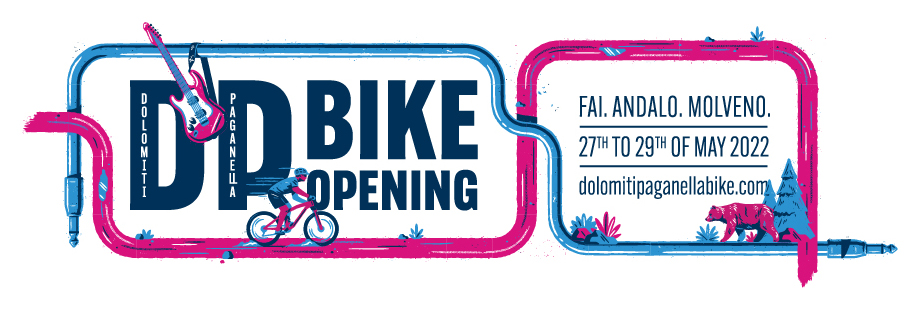 DP
DOLOMITI
PAGANELLA
BIKE
OPENING
FAI. ANDALO. MOLVENO.
27TH TO 29TH OF MAY 2022
dolomitipaganellabike.com